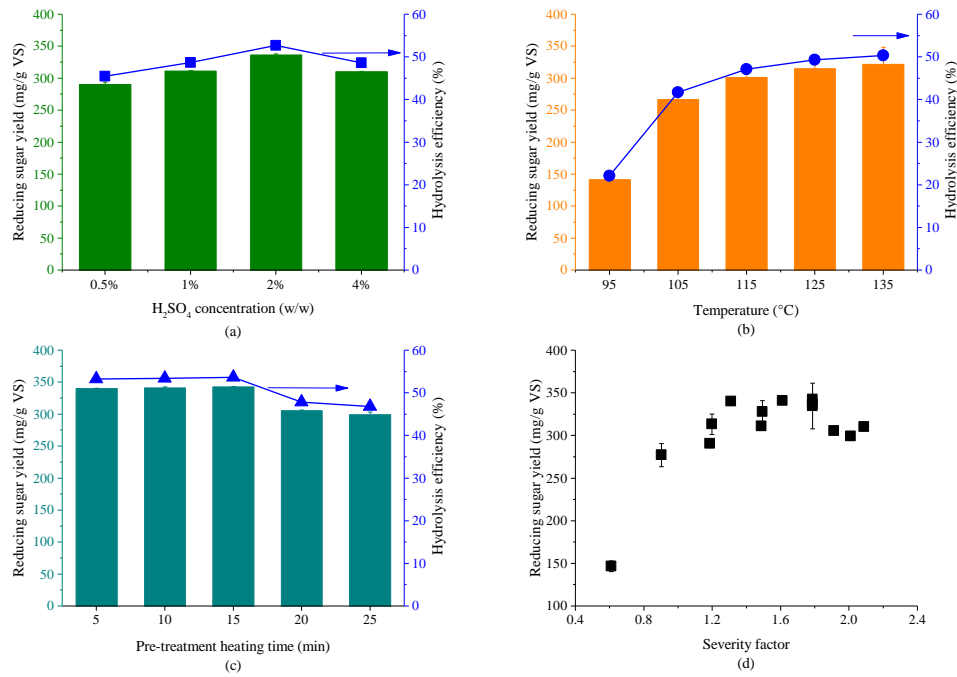 400
350
300
250
200
150
100
50
0
Reducing sugar yield (mg/g VS)
60
50
40
30
20
10
0
Hydrolysis efficiency (%)
0.5% 1% 2% 4%
H₂SO₄ concentration (w/w)
(a)
400
350
300
250
200
150
100
50
0
Reducing sugar yield (mg/g VS)
60
50
40
30
20
10
0
Hydrolysis efficiency (%)
95 105 115 125 135
Temperature (°C)
(b)
400
350
300
250
200
150
100
50
0
Reducing sugar yield (mg/g VS)
60
50
40
30
20
10
0
Hydrolysis efficiency (%)
5 10 15 20 25
Pre-treatment heating time (min)
(c)
400
350
300
250
200
150
100
Reducing sugar yield (mg/g VS)
0.4 0.8 1.2 1.6 2.0 2.4
Severity factor
(d)